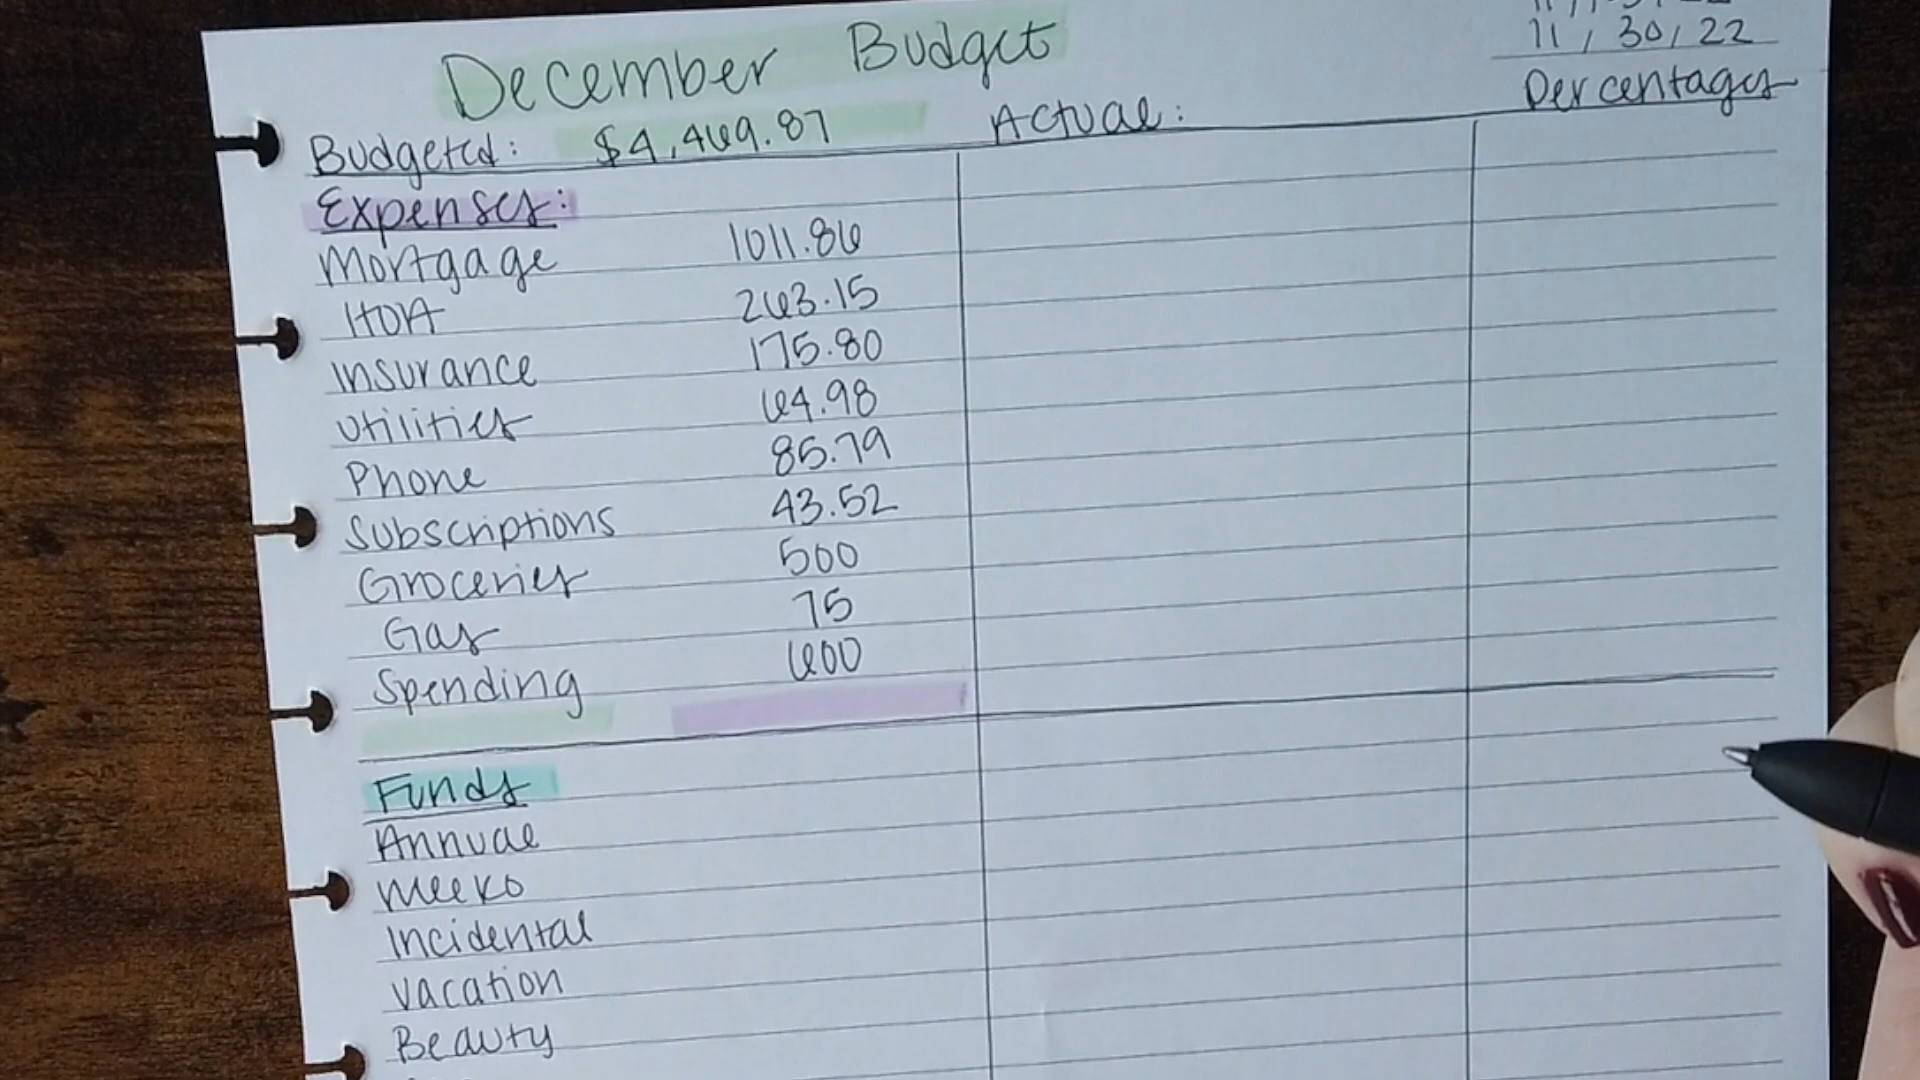 11/30/22
December Budget
Percentages
Budgeted: $4,469.87 Actual:
Expenses:
Mortgage 1011.86
HOA 263.15
Insurance 175.80
Utilities 64.98
Phone 85.79
Subscriptions 43.52
Groceries 500
Gas 75
Spending 600
Funds
Annual
Meeko
Incidental
Vacation
Beauty